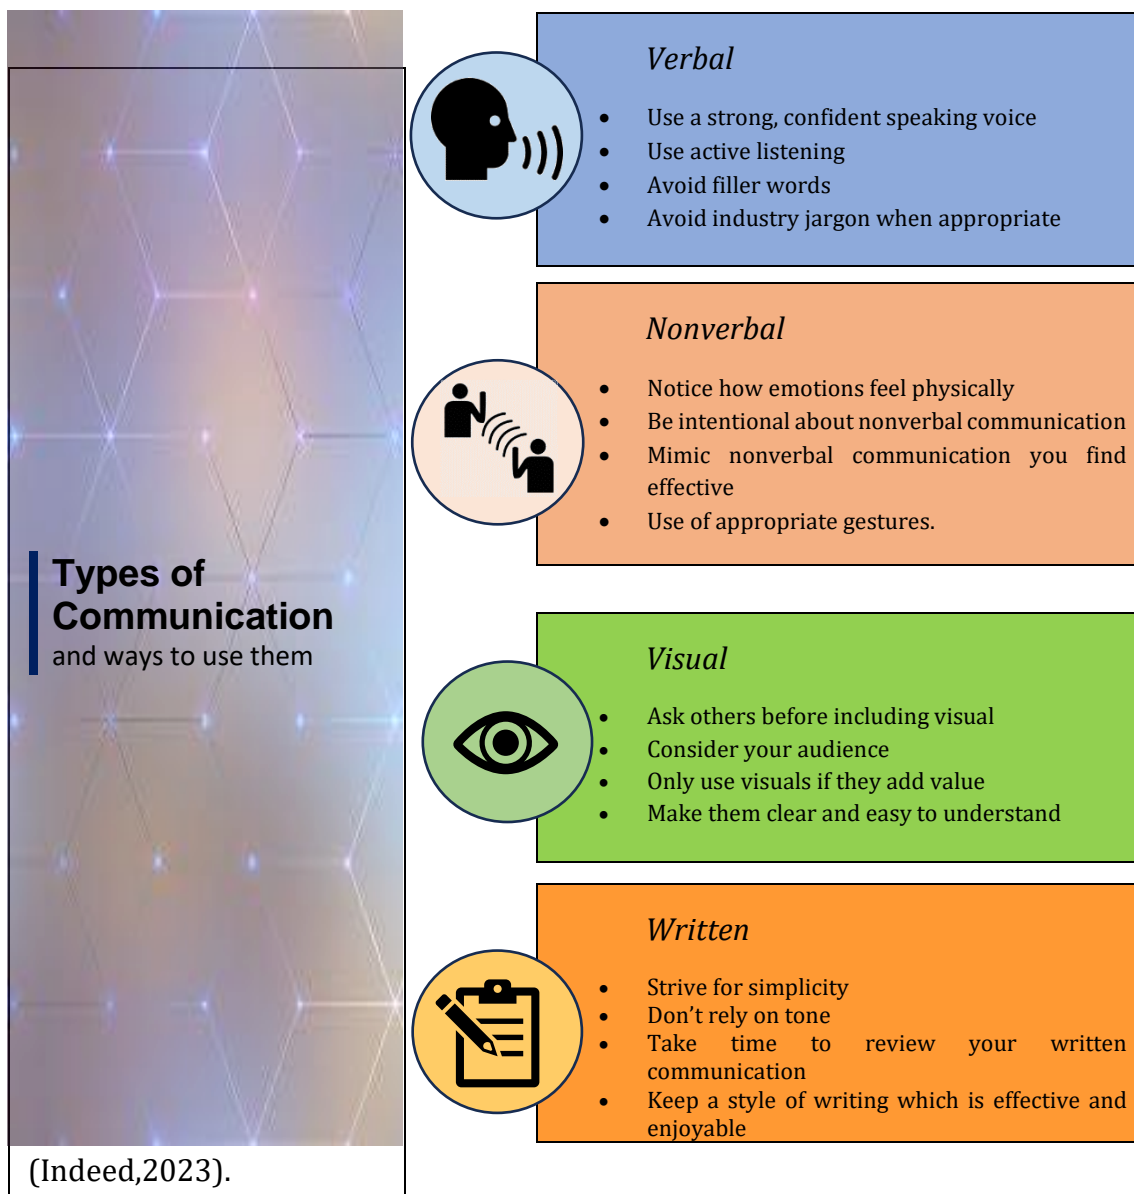 Types of
Communication
and ways to use them
(Indeed,2023).
Verbal
• Use a strong, confident speaking voice
• Use active listening
• Avoid filler words
• Avoid industry jargon when appropriate
Nonverbal
• Notice how emotions feel physically
• Be intentional about nonverbal communication
• Mimic nonverbal communication you find
effective
• Use of appropriate gestures.
Visual
• Ask others before including visual
• Consider your audience
• Only use visuals if they add value
• Make them clear and easy to understand
Written
• Strive for simplicity
• Don’t rely on tone
• Take time to review your written
communication
• Keep a style of writing which is effective and
enjoyable